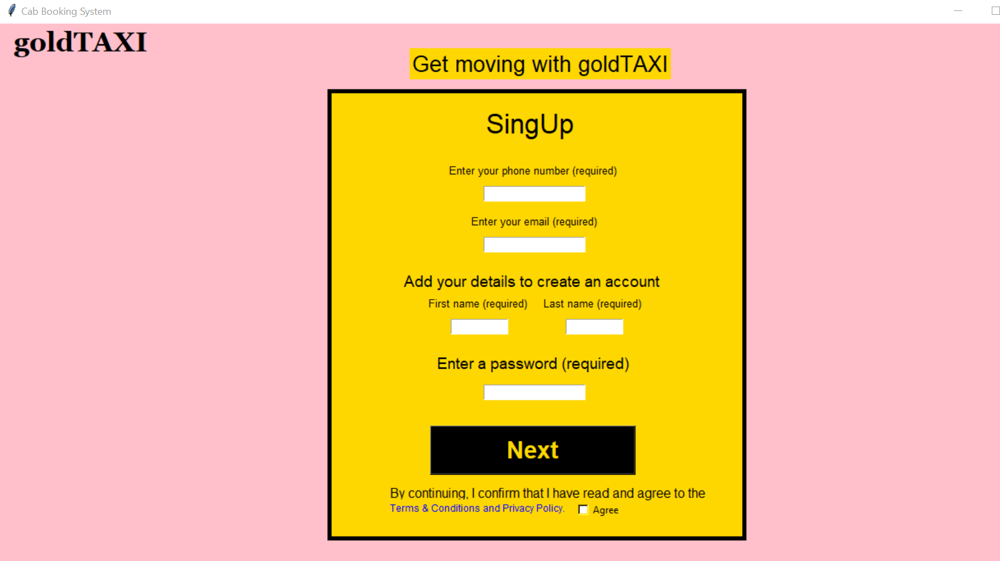 Cab Booking System
goldTAXI
Get moving with goldTAXI
SingUp
Enter your phone number (required)
Enter your email (required)
Add your details to create an account
First name (required) Last name (required)
Enter a password (required)
Next
By continuing, I confirm that I have read and agree to the
Terms & Conditions and Privacy Policy. Agree